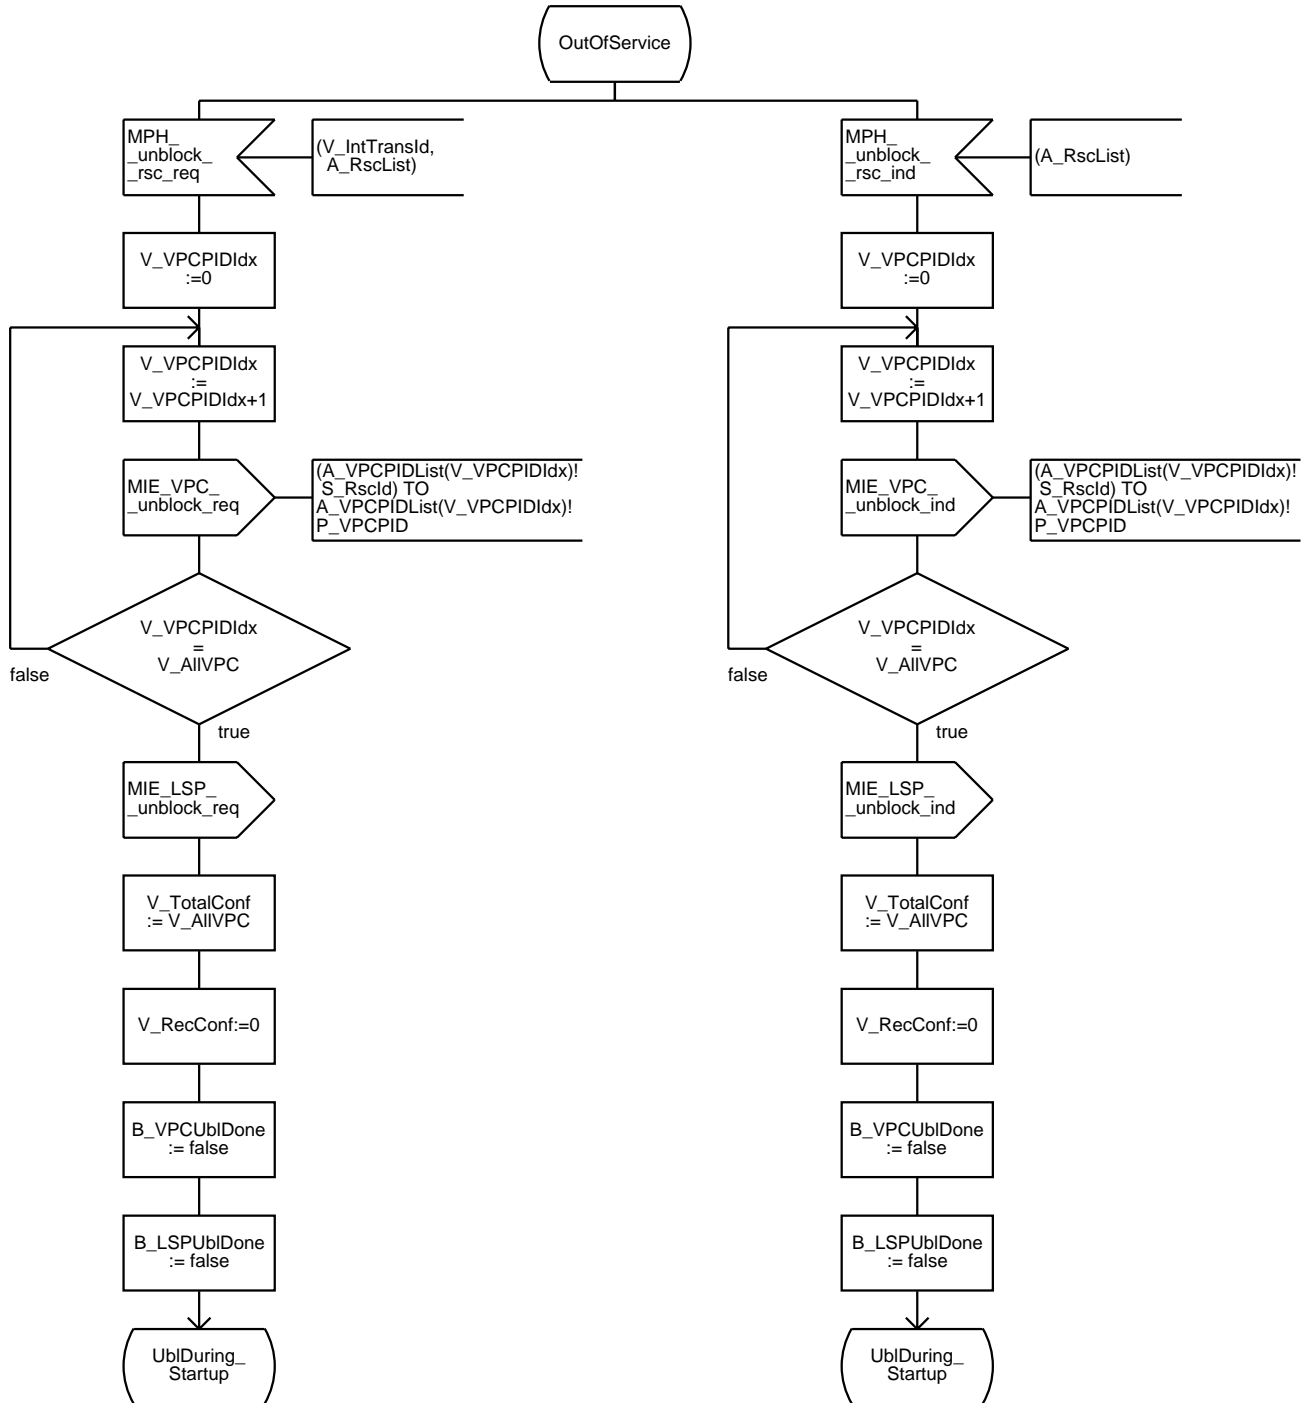 OutOfService
MPH_
_unblock_
_rsc_req
(V_IntTransId,
A_RscList)
V_VPCPIDIdx
:=0
V_VPCPIDIdx
:=
V_VPCPIDIdx+1
MIE_VPC_
_unblock_req
(A_VPCPIDList(V_VPCPIDIdx)!
S_RscId) TO
A_VPCPIDList(V_VPCPIDIdx)!
P_VPCPID
V_VPCPIDIdx
=
V_AllVPC
false
true
MIE_LSP_
_unblock_req
V_TotalConf
:= V_AllVPC
V_RecConf:=0
B_VPCUblDone
:= false
B_LSPUblDone
:= false
UblDuring_
Startup
MPH_
_unblock_
_rsc_ind
(A_RscList)
V_VPCPIDIdx
:=0
V_VPCPIDIdx
:=
V_VPCPIDIdx+1
MIE_VPC_
_unblock_ind
(A_VPCPIDList(V_VPCPIDIdx)!
S_RscId) TO
A_VPCPIDList(V_VPCPIDIdx)!
P_VPCPID
V_VPCPIDIdx
=
V_AllVPC
false
true
MIE_LSP_
_unblock_ind
V_TotalConf
:= V_AllVPC
V_RecConf:=0
B_VPCUblDone
:= false
B_LSPUblDone
:= false
UblDuring_
Startup